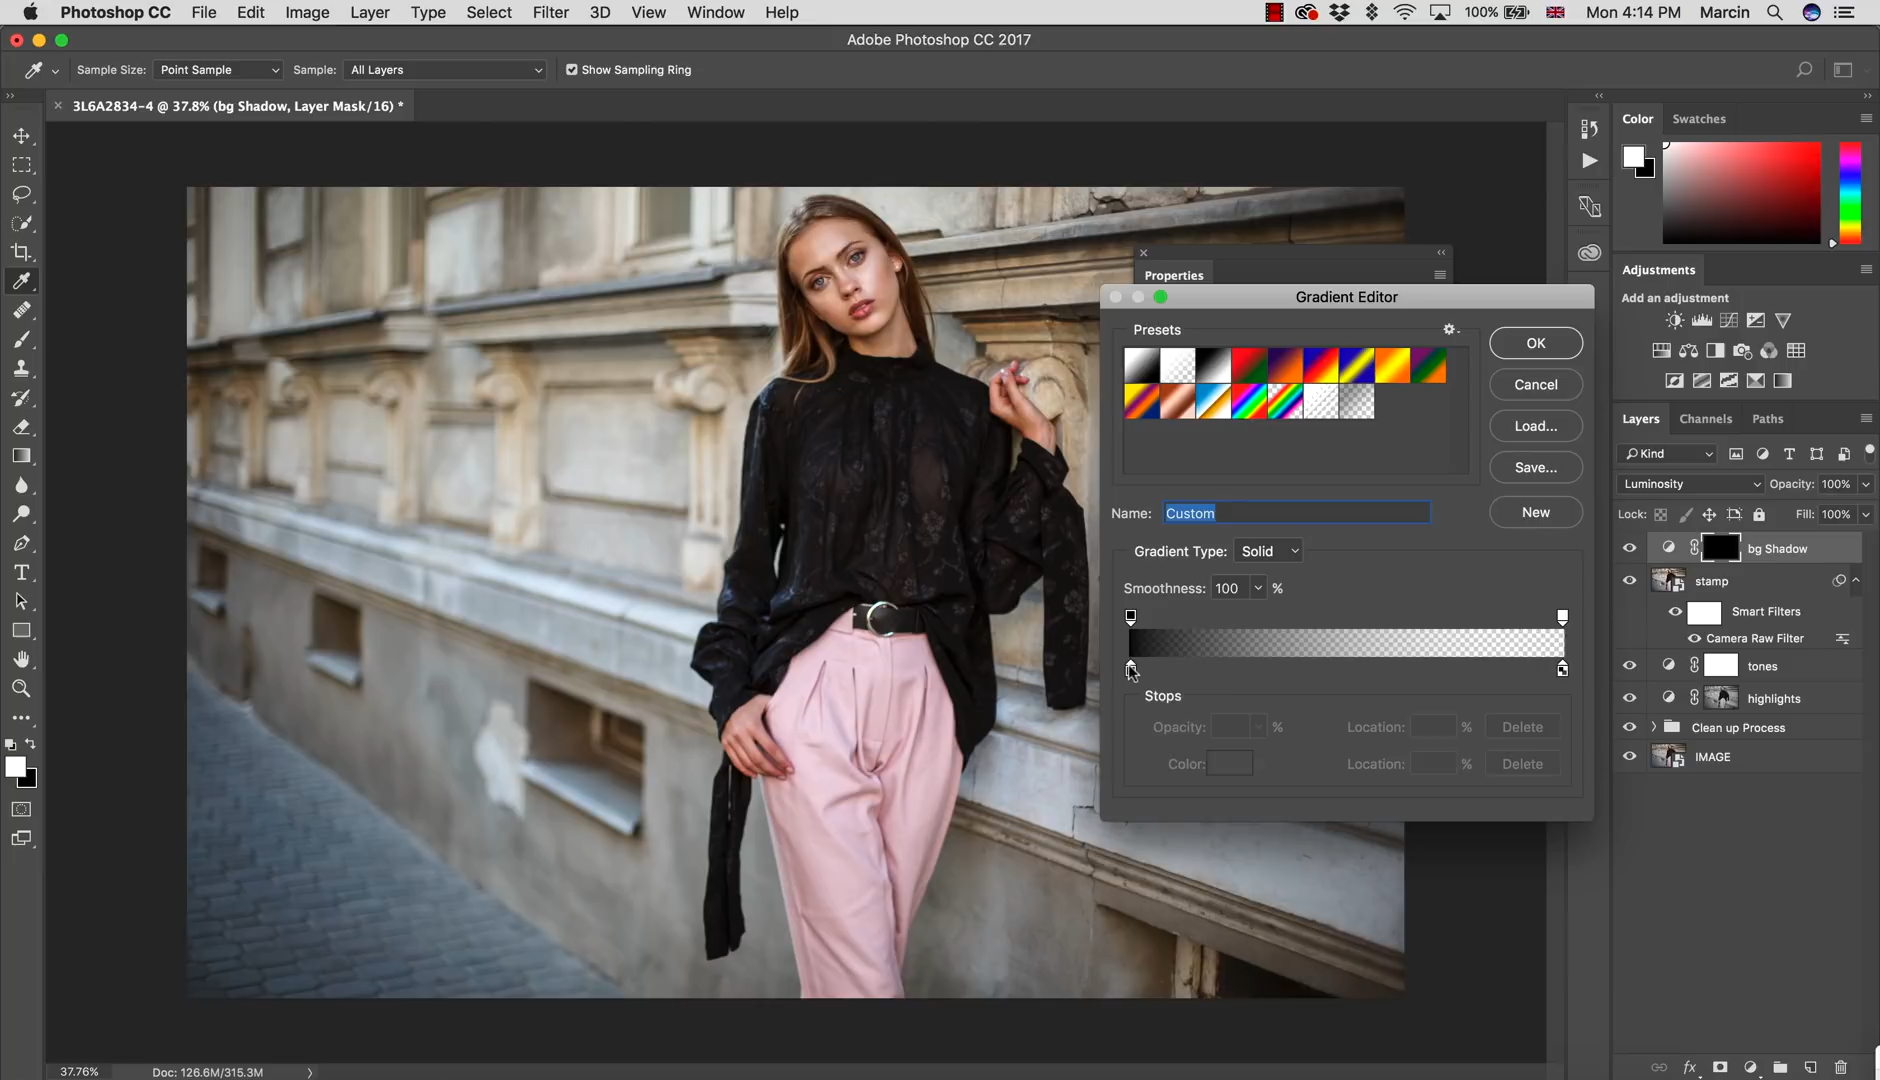 Photoshop CC File Edit Image Layer Type Select Filter 3D View Window Help 100% Mon 4:14 PM Marcin
Adobe Photoshop CC 2017
Sample Size: Point Sample Sample: All Layers Show Sampling Ring
3L6A2834-4 @ 37.8% (bg Shadow, Layer Mask/16) *
Color Swatches
Properties
Gradient Editor
Presets
OK
Cancel
Load...
Save...
Name: Custom
New
Gradient Type: Solid
Smoothness: 100 %
Stops
Opacity: % Location: % Delete
Color: Location: % Delete
Adjustments
Add an adjustment
Layers Channels Paths
Kind
Luminosity Opacity: 100%
Lock: Fill: 100%
bg Shadow
stamp
Smart Filters
Camera Raw Filter
tones
highlights
Clean up Process
IMAGE
fx
37.76% Doc: 126.6M/315.3M